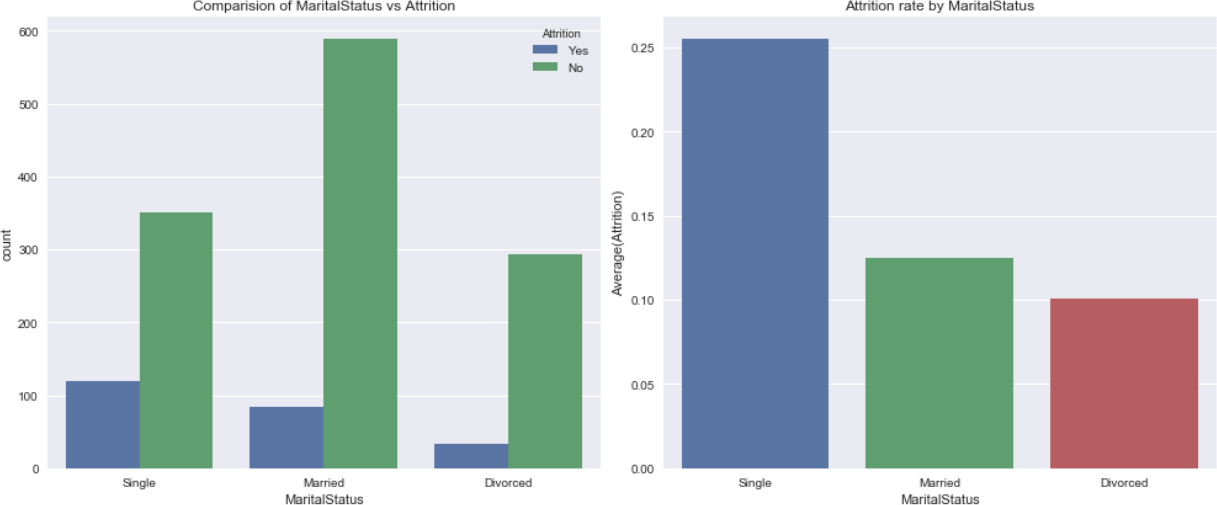 Comparision of MaritalStatus vs Attrition
600
500
400
300
200
100
0
count
Attrition
Yes
No
Single
Married
Divorced
MaritalStatus
Attrition rate by MaritalStatus
0.25
0.20
0.15
0.10
0.05
0.00
Average(Attrition)
Single
Married
Divorced
MaritalStatus